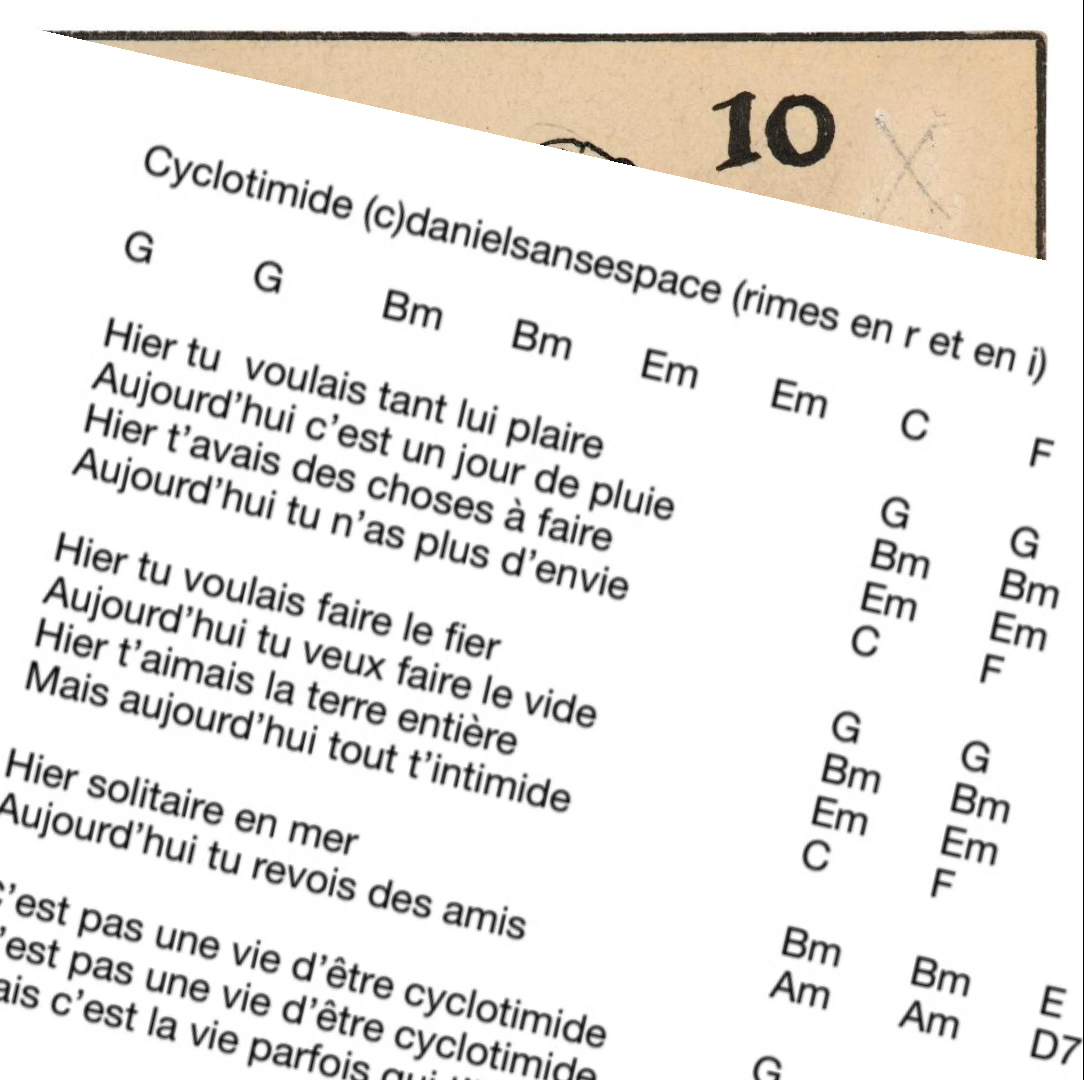 10
Cyclotimide (c)danielsansespace (rimes en r et en i)
G G Bm Bm Em Em C F
Hier tu voulais tant lui plaire G G
Aujourd'hui c'est un jour de pluie Bm Bm
Hier t'avais des choses à faire Em Em
Aujourd'hui tu n'as plus d'envie C F
Hier tu voulais faire le fier G G
Aujourd'hui tu veux faire le vide Bm Bm
Hier t'aimais la terre entière Em Em
Mais aujourd'hui tout t'intimide C F
Hier solitaire en mer Bm Bm E
Aujourd'hui tu revois des amis Am Am D7
'est pas une vie d'être cyclotimide G
'est pas une vie d'être cyclotimide
ais c'est la vie parfois